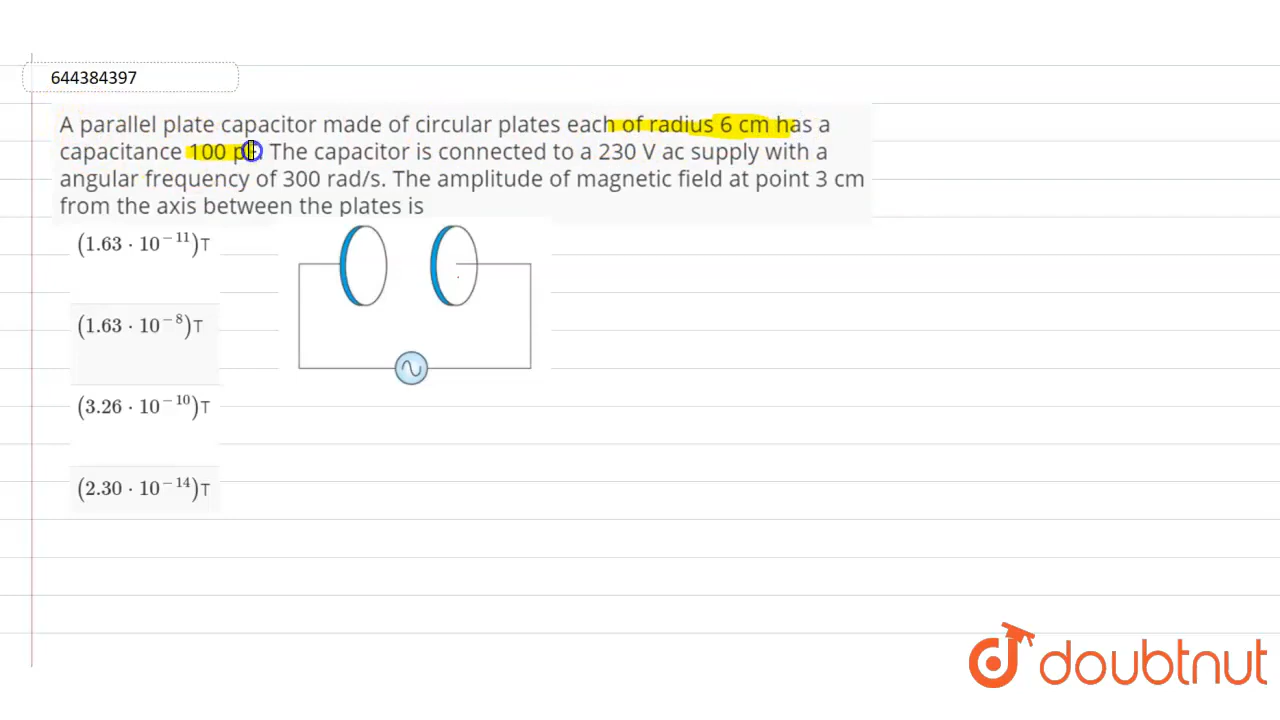 644384397
A parallel plate capacitor made of circular plates each of radius 6 cm has a
capacitance 100 pF. The capacitor is connected to a 230 V ac supply with a
angular frequency of 300 rad/s. The amplitude of magnetic field at point 3 cm
from the axis between the plates is
(1.63 · 10⁻¹¹)T
(1.63 · 10⁻⁸)T
(3.26 · 10⁻¹⁰)T
(2.30 · 10⁻¹⁴)T
doubtnut